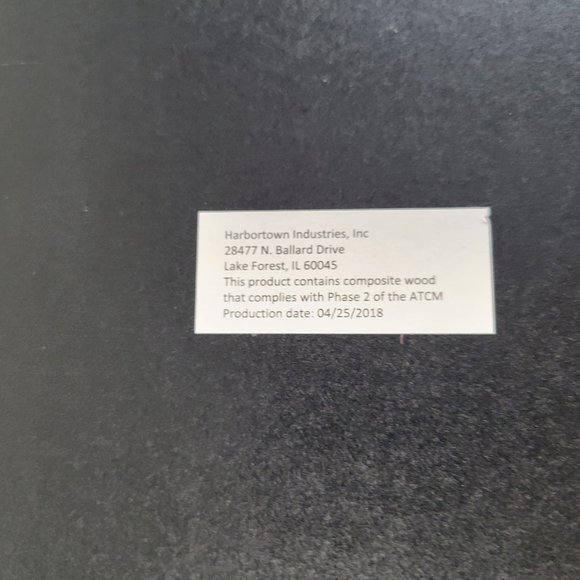 Harbortown Industries, Inc
28477 N. Ballard Drive
Lake Forest, IL 60045
This product contains composite wood
that complies with Phase 2 of the ATCM
Production date: 04/25/2018